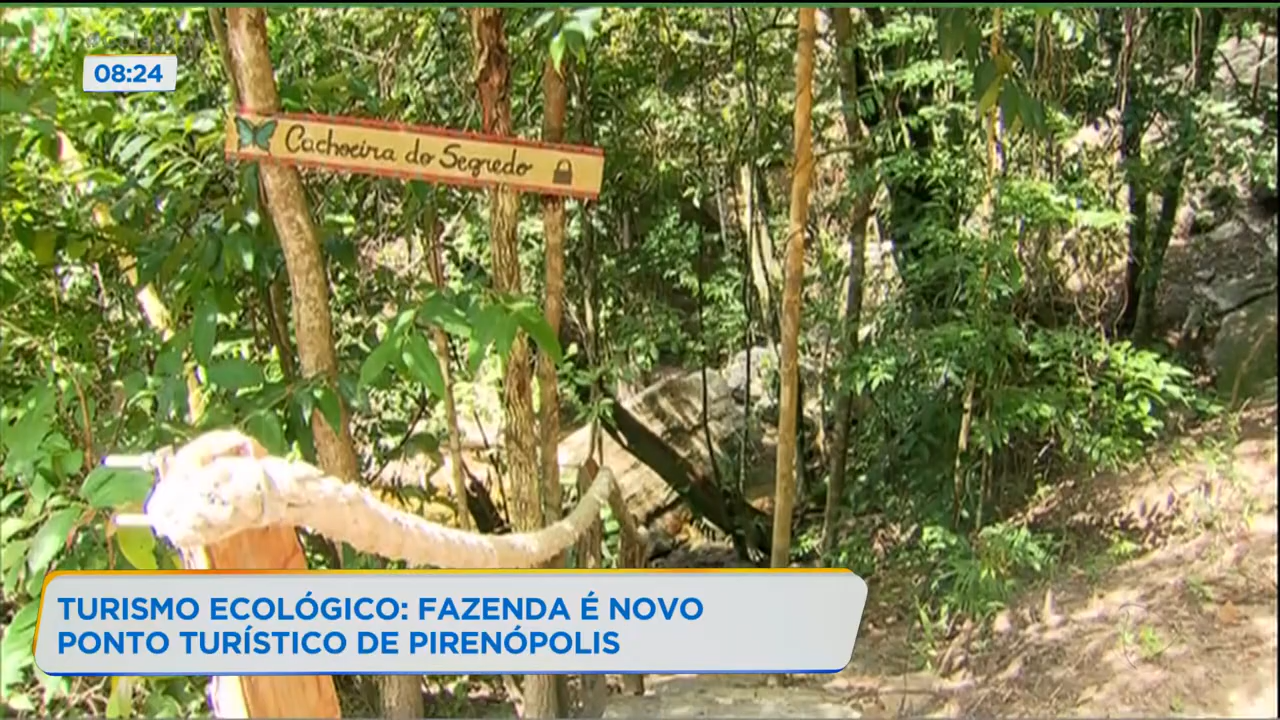 08:24
Cachoeira do Segredo
TURISMO ECOLÓGICO: FAZENDA É NOVO
PONTO TURÍSTICO DE PIRENÓPOLIS